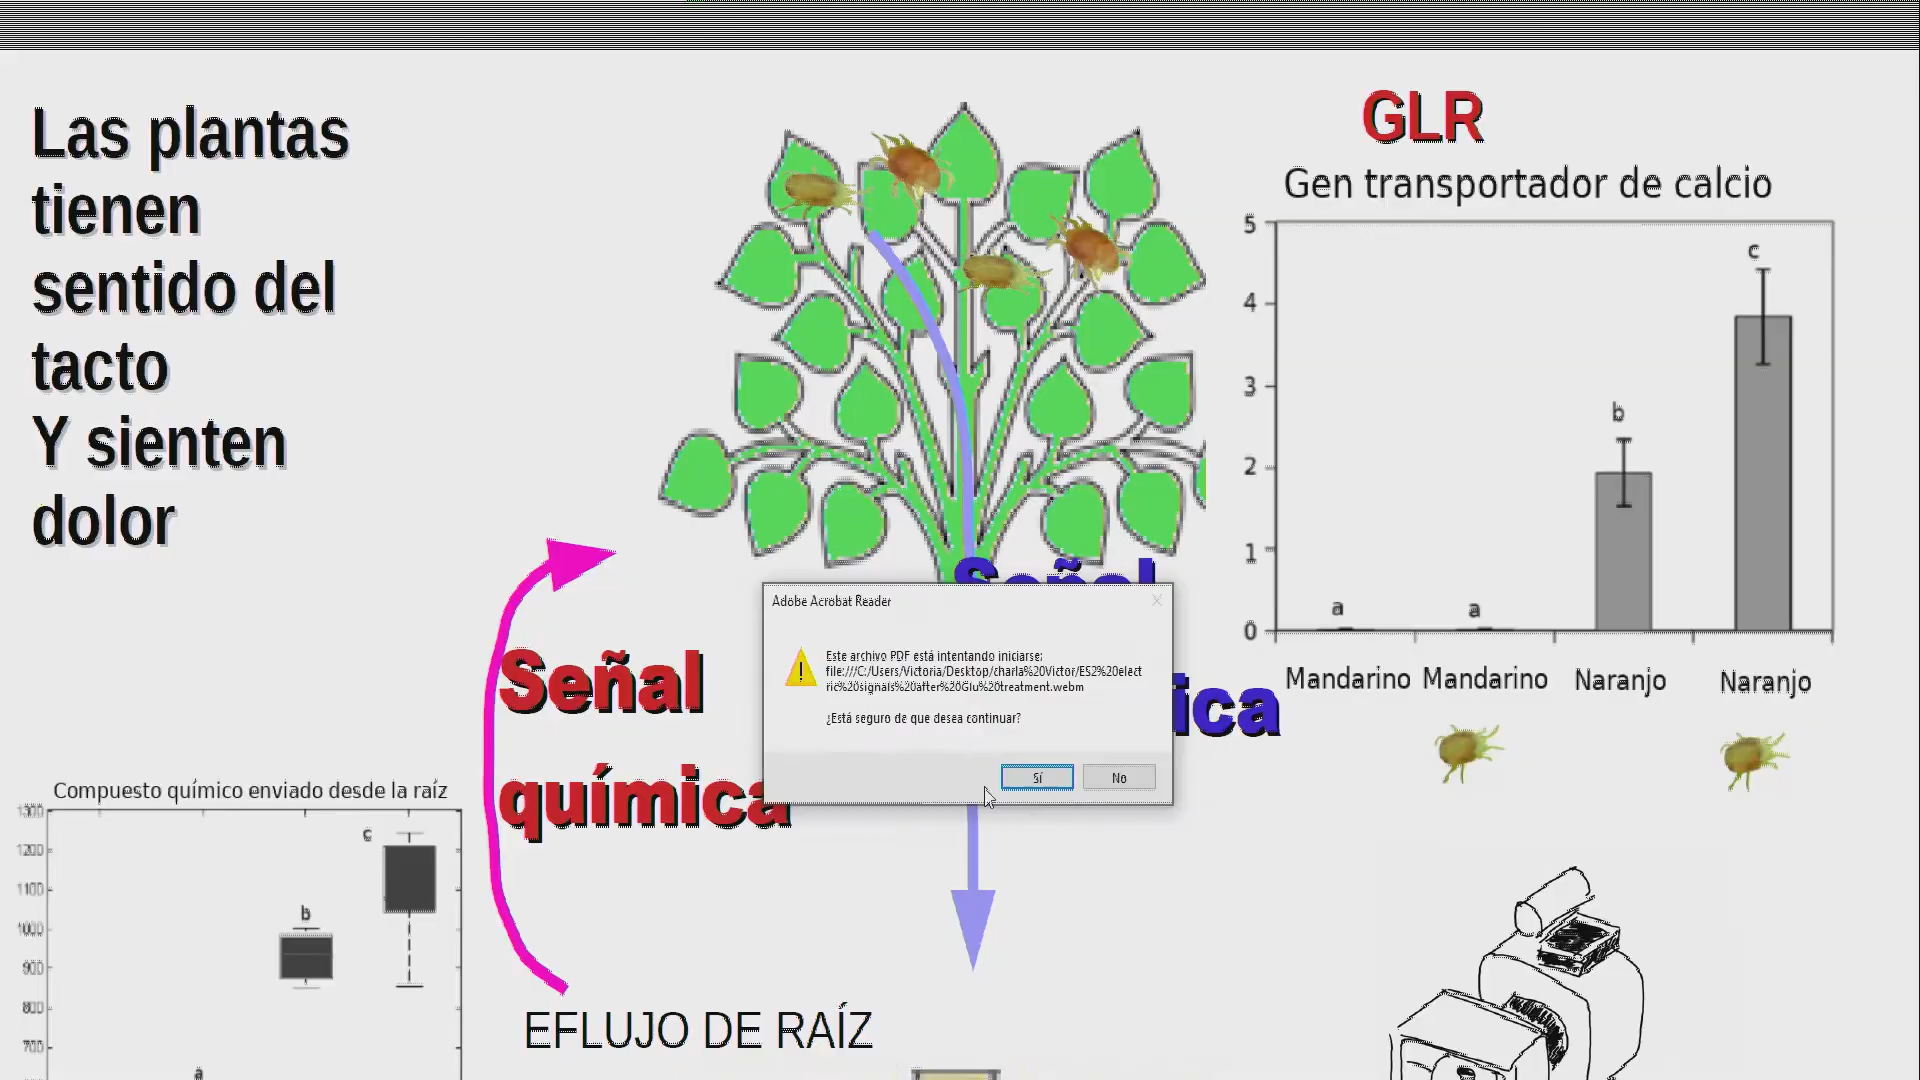 Las plantas
tienen
sentido del
tacto
Y sienten
dolor
GLR
Gen transportador de calcio
5
4
3
2
1
0
a
a
b
c
Mandarino Mandarino Naranjo Naranjo
Señal
Señal
química
ica
Adobe Acrobat Reader
Este archivo PDF está intentando iniciarse:
file:///C:/Users/Victoria/Desktop/charla%20Victor/ES2%20elect
ric%20signals%20after%20Glu%20treatment.webm
¿Está seguro de que desea continuar?
Sí No
Compuesto químico enviado desde la raíz
1300
1200
1100
1000
900
800
700
a
b
c
EFLUJO DE RAÍZ